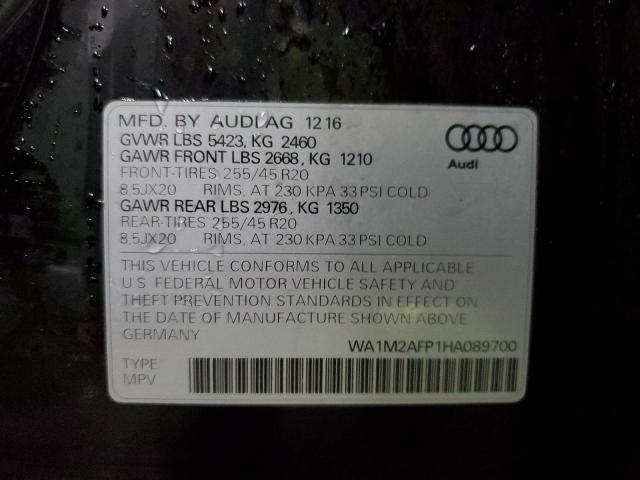 MFD. BY AUDI AG 12 16
GVWR LBS 5423, KG 2460
GAWR FRONT LBS 2668, KG 1210
FRONT-TIRES 255/45 R20
8,5JX20 RIMS, AT 230 KPA 33 PSI COLD
GAWR REAR LBS 2976, KG 1350
REAR-TIRES 255/45 R20
8,5JX20 RIMS, AT 230 KPA 33 PSI COLD
Audi
THIS VEHICLE CONFORMS TO ALL APPLICABLE
U.S. FEDERAL MOTOR VEHICLE SAFETY AND
THEFT PREVENTION STANDARDS IN EFFECT ON
THE DATE OF MANUFACTURE SHOWN ABOVE
GERMANY
WA1M2AFP1HA089700
TYPE
MPV